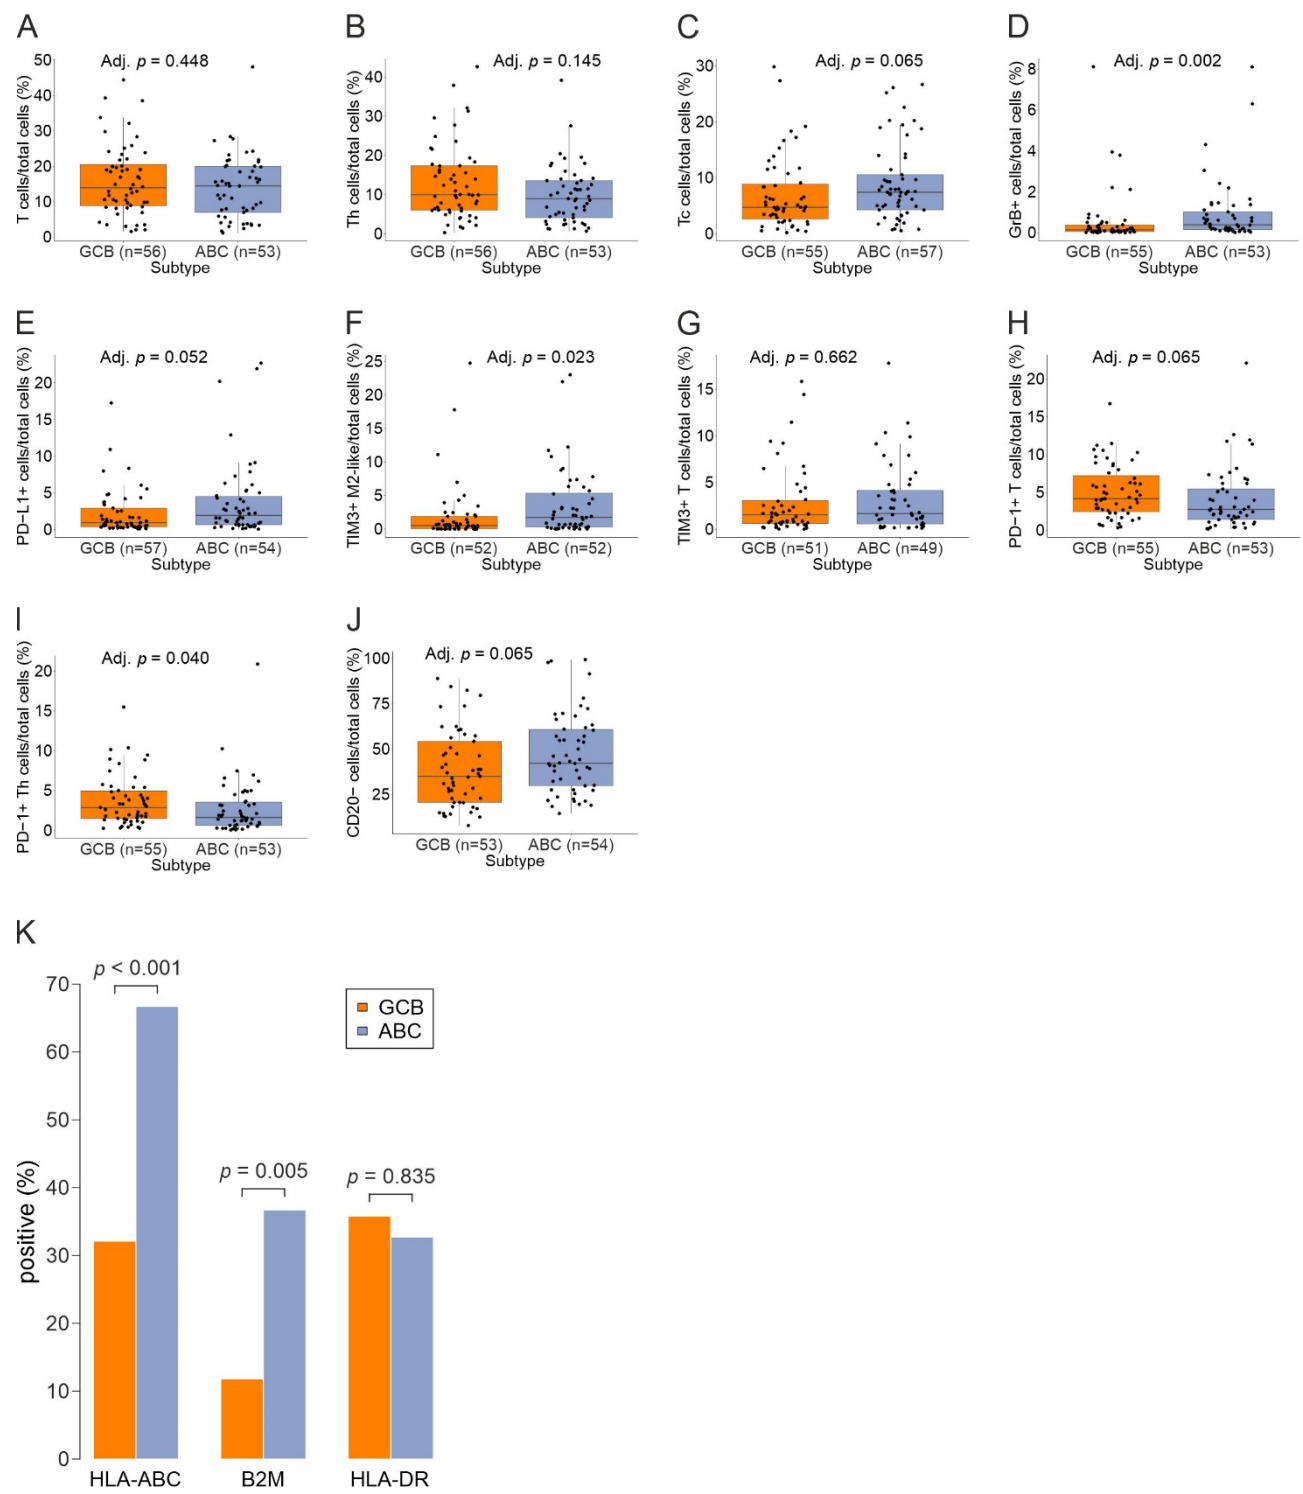 A
Adj. p = 0.448
T cells/total cells (%)
50
40
30
20
10
0
GCB (n=56) ABC (n=53)
Subtype
B
Adj. p = 0.145
Th cells/total cells (%)
40
30
20
10
0
GCB (n=56) ABC (n=53)
Subtype
C
Adj. p = 0.065
Tc cells/total cells (%)
30
20
10
0
GCB (n=55) ABC (n=57)
Subtype
D
Adj. p = 0.002
GrB+ cells/total cells (%)
8
6
4
2
0
GCB (n=55) ABC (n=53)
Subtype
E
Adj. p = 0.052
PD−L1+ cells/total cells (%)
20
15
10
5
0
GCB (n=57) ABC (n=54)
Subtype
F
Adj. p = 0.023
TIM3+ M2-like/total cells (%)
25
20
15
10
5
0
GCB (n=52) ABC (n=52)
Subtype
G
Adj. p = 0.662
TIM3+ T cells/total cells (%)
15
10
5
0
GCB (n=51) ABC (n=49)
Subtype
H
Adj. p = 0.065
PD−1+ T cells/total cells (%)
20
15
10
5
0
GCB (n=55) ABC (n=53)
Subtype
I
Adj. p = 0.040
PD−1+ Th cells/total cells (%)
20
15
10
5
0
GCB (n=55) ABC (n=53)
Subtype
J
Adj. p = 0.065
CD20− cells/total cells (%)
100
75
50
25
GCB (n=53) ABC (n=54)
Subtype
K
p < 0.001
p = 0.005
p = 0.835
GCB
ABC
positive (%)
70
60
50
40
30
20
10
0
HLA-ABC B2M HLA-DR